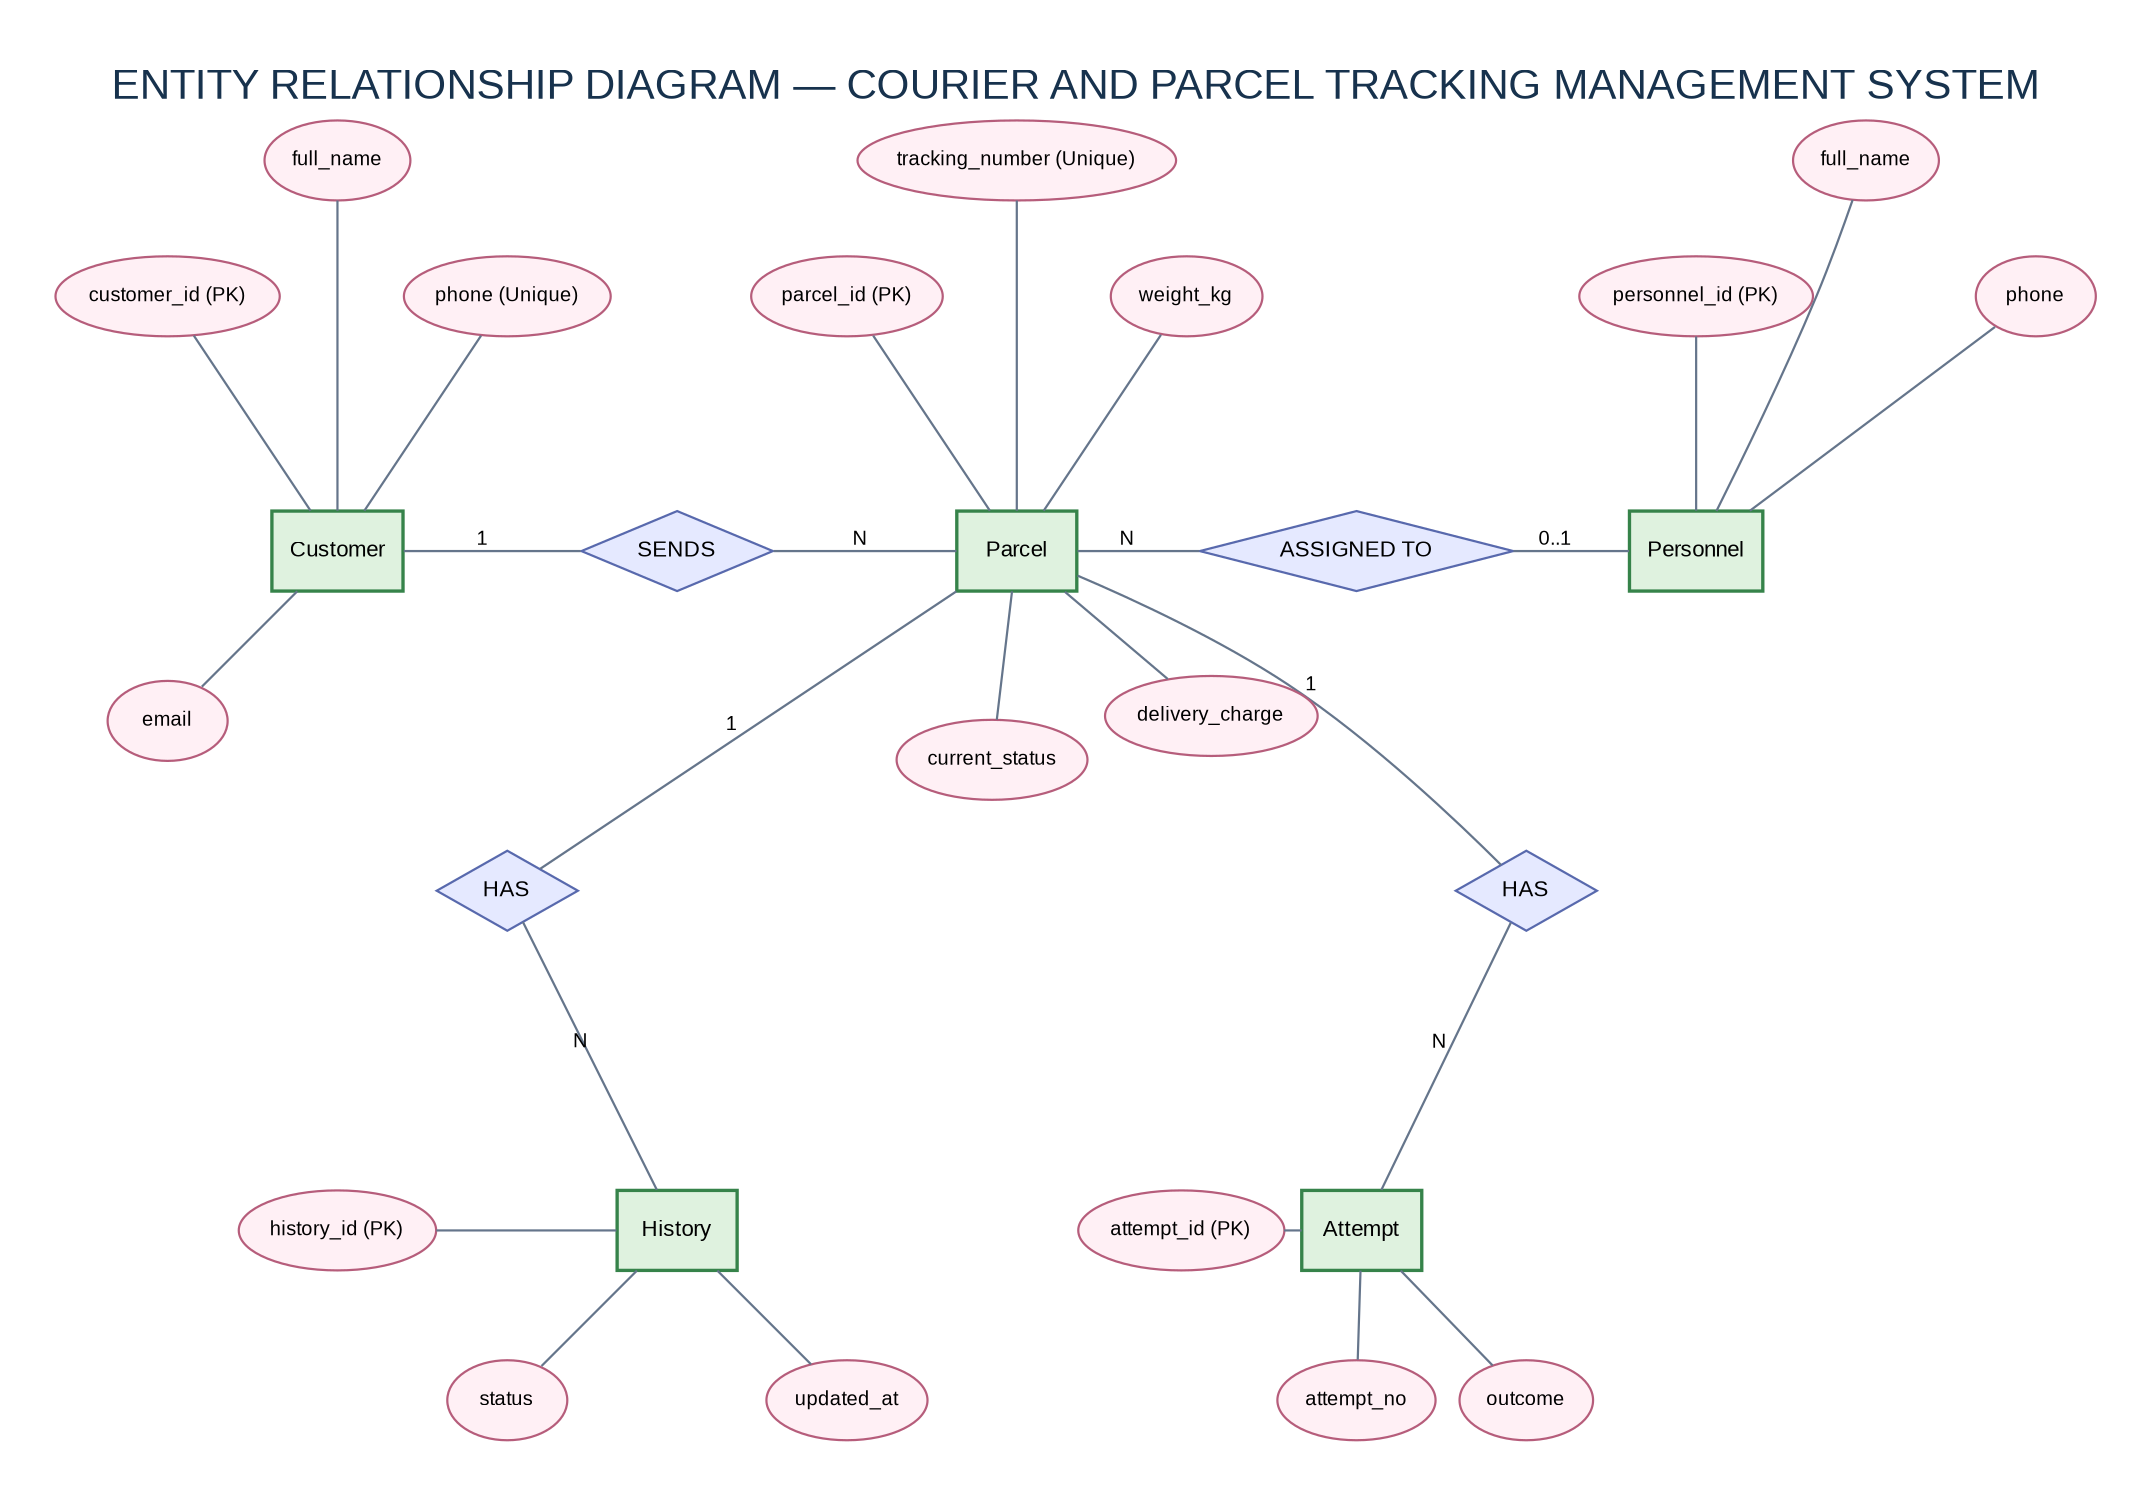 ENTITY RELATIONSHIP DIAGRAM — COURIER AND PARCEL TRACKING MANAGEMENT SYSTEM
full_name
tracking_number (Unique)
full_name
customer_id (PK)
phone (Unique)
parcel_id (PK)
weight_kg
personnel_id (PK)
phone
Customer
1
SENDS
N
Parcel
N
ASSIGNED TO
0..1
Personnel
email
1
current_status
delivery_charge
1
HAS
HAS
N
N
history_id (PK)
History
attempt_id (PK)
Attempt
status
updated_at
attempt_no
outcome